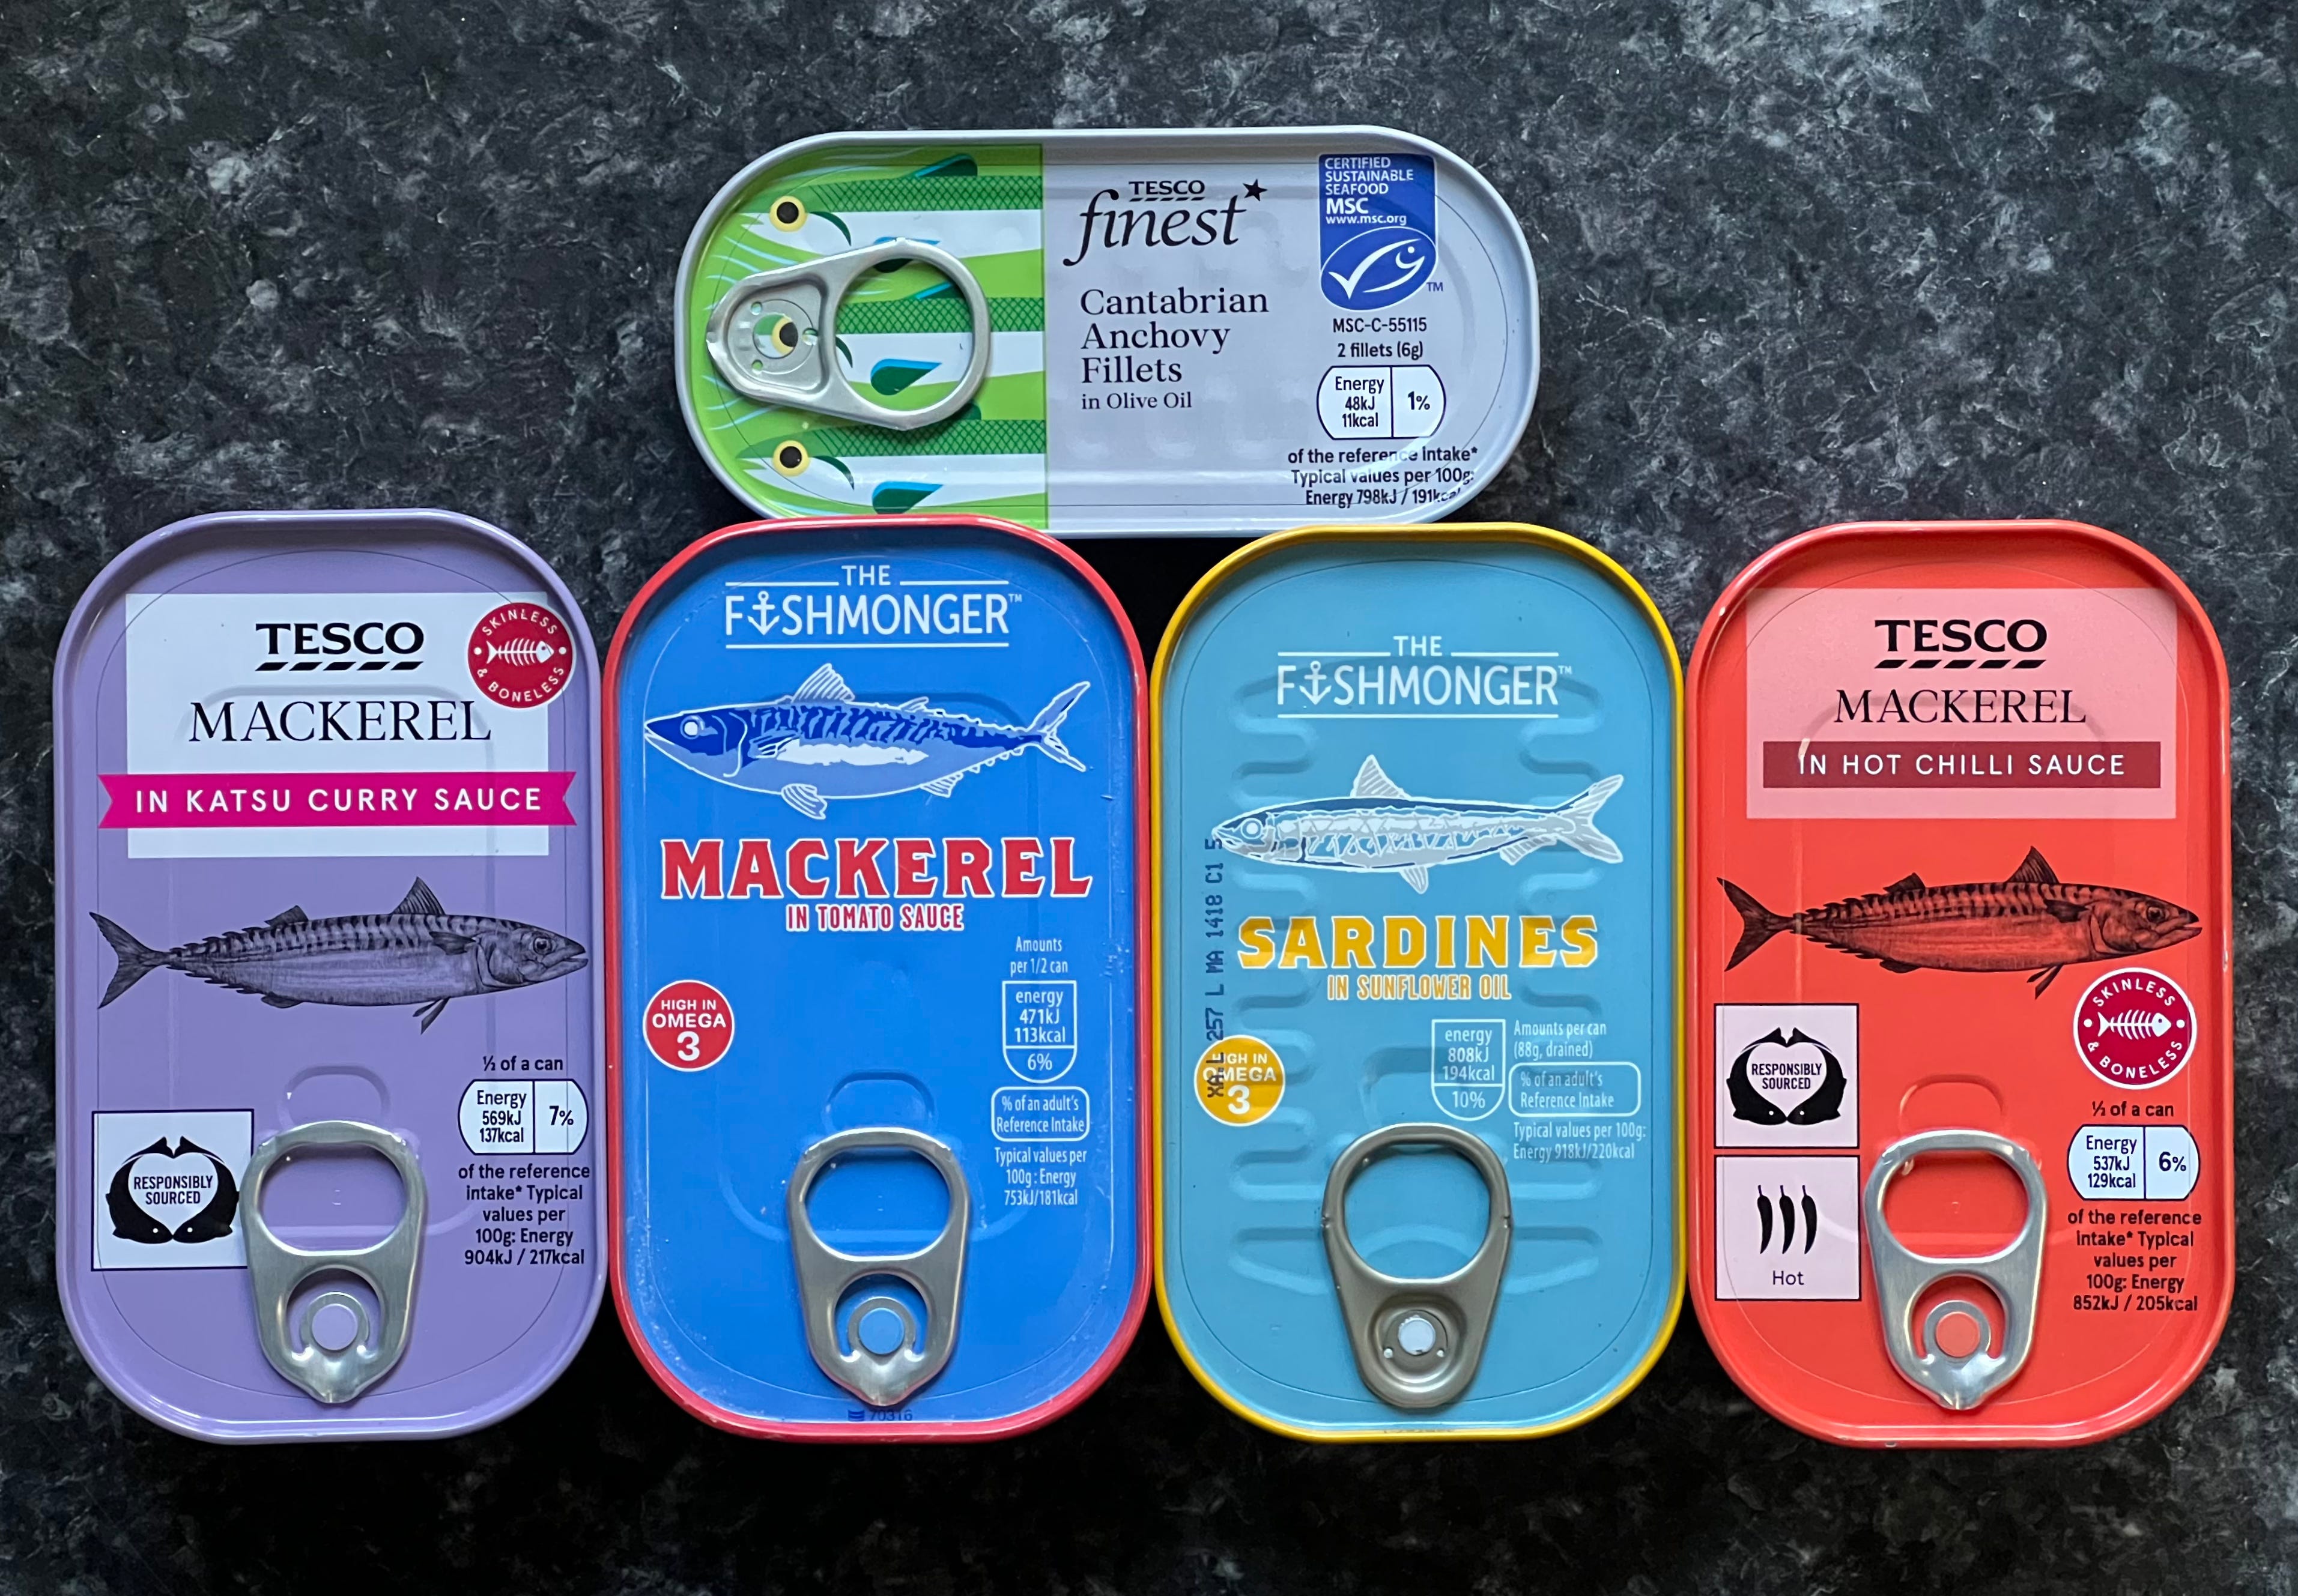 TESCO
finest*
Cantabrian
Anchovy
Fillets
in Olive Oil
CERTIFIED
SUSTAINABLE
SEAFOOD
MSC
www.msc.org
TM
MSC-C-55115
2 fillets (6g)
Energy
48kJ
11kcal
1%
of the reference intake*
Typical values per 100g:
Energy 798kJ / 191kcal
TESCO
SKINLESS
& BONELESS
MACKEREL
IN KATSU CURRY SAUCE
RESPONSIBLY
SOURCED
½ of a can
Energy
569kJ
137kcal
7%
of the reference
intake* Typical
values per
100g: Energy
904kJ / 217kcal
THE
FISHMONGER™
MACKEREL
IN TOMATO SAUCE
HIGH IN
OMEGA
3
Amounts
per 1/2 can
energy
471kJ
113kcal
6%
% of an adult's
Reference Intake
Typical values per
100g: Energy
753kJ/181kcal
70316
THE
FISHMONGER™
SARDINES
IN SUNFLOWER OIL
257 L MA 1418 C1 5
HIGH IN
OMEGA
3
energy
808kJ
194kcal
10%
Amounts per can
(88g, drained)
% of an adult's
Reference Intake
Typical values per 100g:
Energy 918kJ/220kcal
TESCO
MACKEREL
IN HOT CHILLI SAUCE
RESPONSIBLY
SOURCED
Hot
SKINLESS
& BONELESS
½ of a can
Energy
537kJ
129kcal
6%
of the reference
intake* Typical
values per
100g: Energy
852kJ / 205kcal